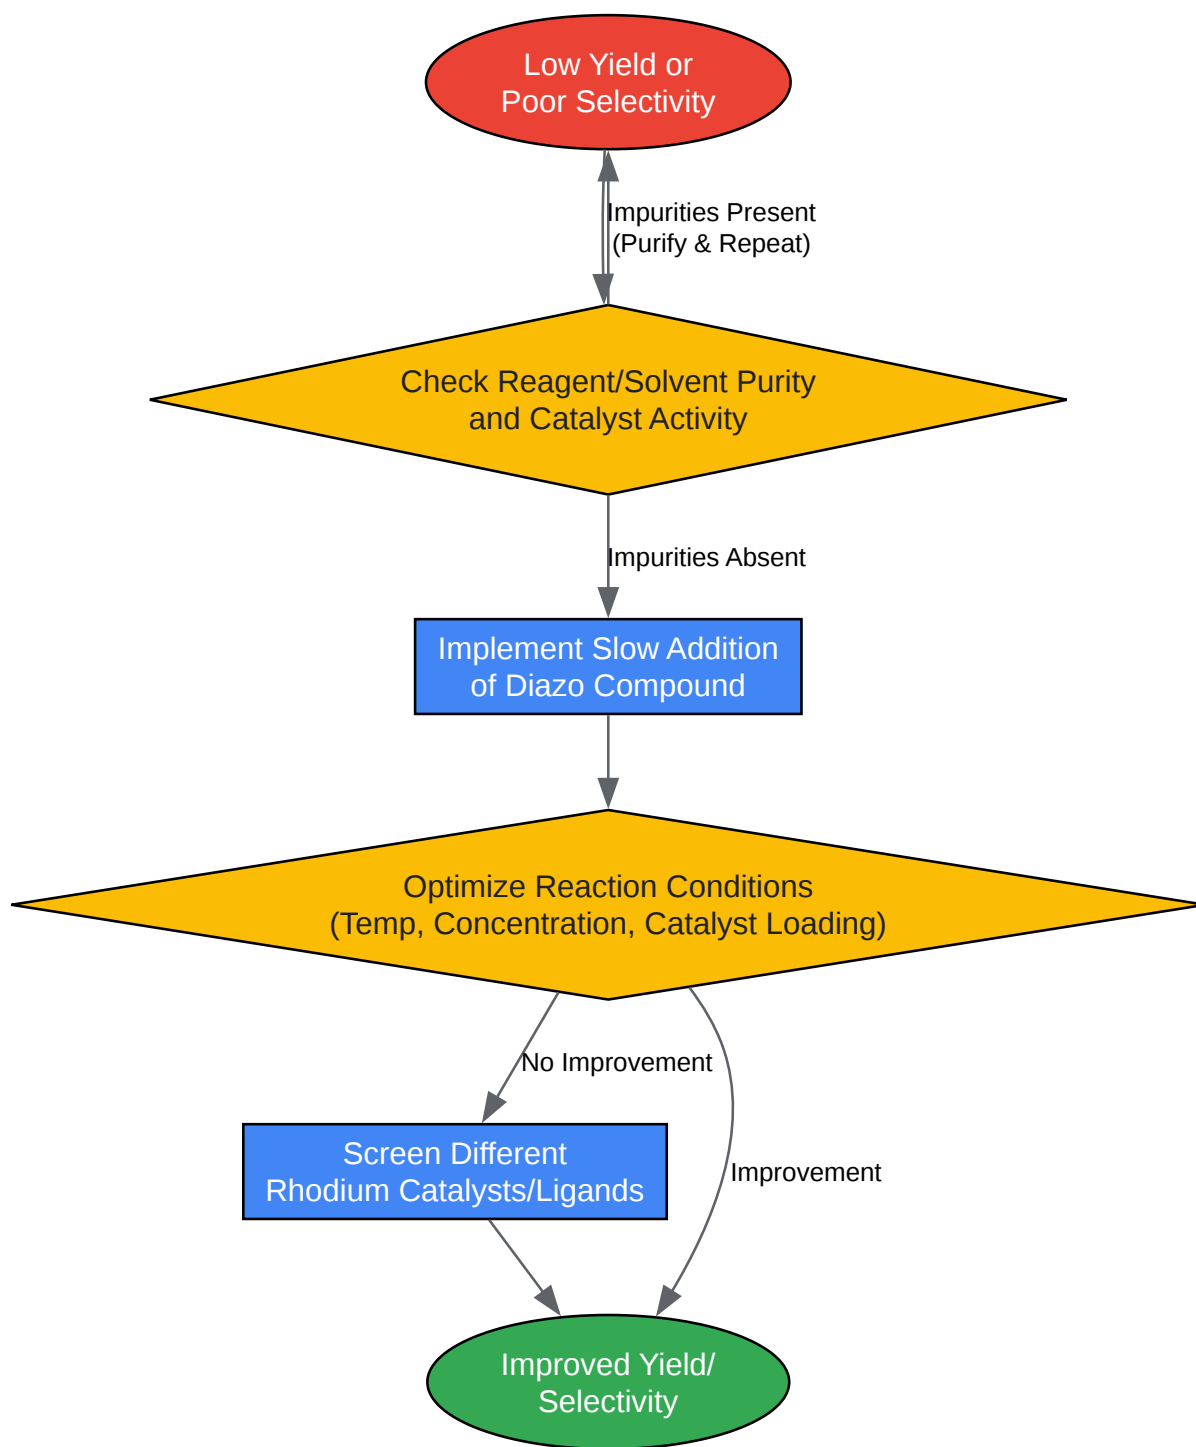 Low Yield or
Poor Selectivity
Impurities Present
(Purify & Repeat)
Check Reagent/Solvent Purity
and Catalyst Activity
Impurities Absent
Implement Slow Addition
of Diazo Compound
Optimize Reaction Conditions
(Temp, Concentration, Catalyst Loading)
No Improvement
Screen Different
Rhodium Catalysts/Ligands
Improvement
Improved Yield/
Selectivity